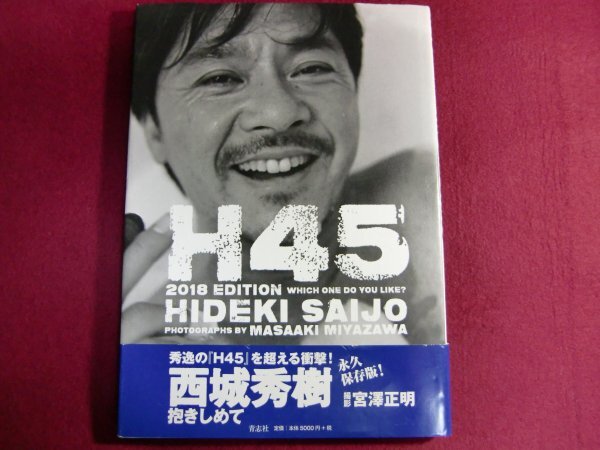 H45
2018 EDITION WHICH ONE DO YOU LIKE?
HIDEKI SAIJO
PHOTOGRAPHS BY MASAAKI MIYAZAWA
秀逸の『H45』を超える衝撃!
永久
保存版!
西城秀樹
撮影 宮澤正明
抱きしめて
青志社 定価|本体5000円+税